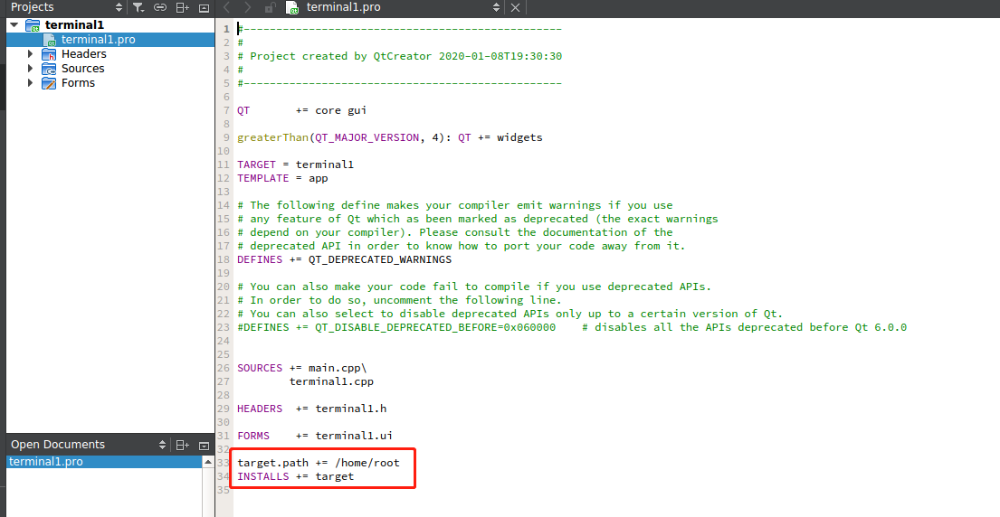 Projects
terminal1.pro
terminal1
terminal1.pro
Headers
Sources
Forms
Open Documents
terminal1.pro
1 #-------------------------------------------------
2 #
3 # Project created by QtCreator 2020-01-08T19:30:30
4 #
5 #-------------------------------------------------
6
7 QT       += core gui
8
9 greaterThan(QT_MAJOR_VERSION, 4): QT += widgets
10
11 TARGET = terminal1
12 TEMPLATE = app
13
14 # The following define makes your compiler emit warnings if you use
15 # any feature of Qt which as been marked as deprecated (the exact warnings
16 # depend on your compiler). Please consult the documentation of the
17 # deprecated API in order to know how to port your code away from it.
18 DEFINES += QT_DEPRECATED_WARNINGS
19
20 # You can also make your code fail to compile if you use deprecated APIs.
21 # In order to do so, uncomment the following line.
22 # You can also select to disable deprecated APIs only up to a certain version of Qt.
23 #DEFINES += QT_DISABLE_DEPRECATED_BEFORE=0x060000    # disables all the APIs deprecated before Qt 6.0.0
24
25
26 SOURCES += main.cpp\
27         terminal1.cpp
28
29 HEADERS  += terminal1.h
30
31 FORMS    += terminal1.ui
32
33 target.path += /home/root
34 INSTALLS += target
35